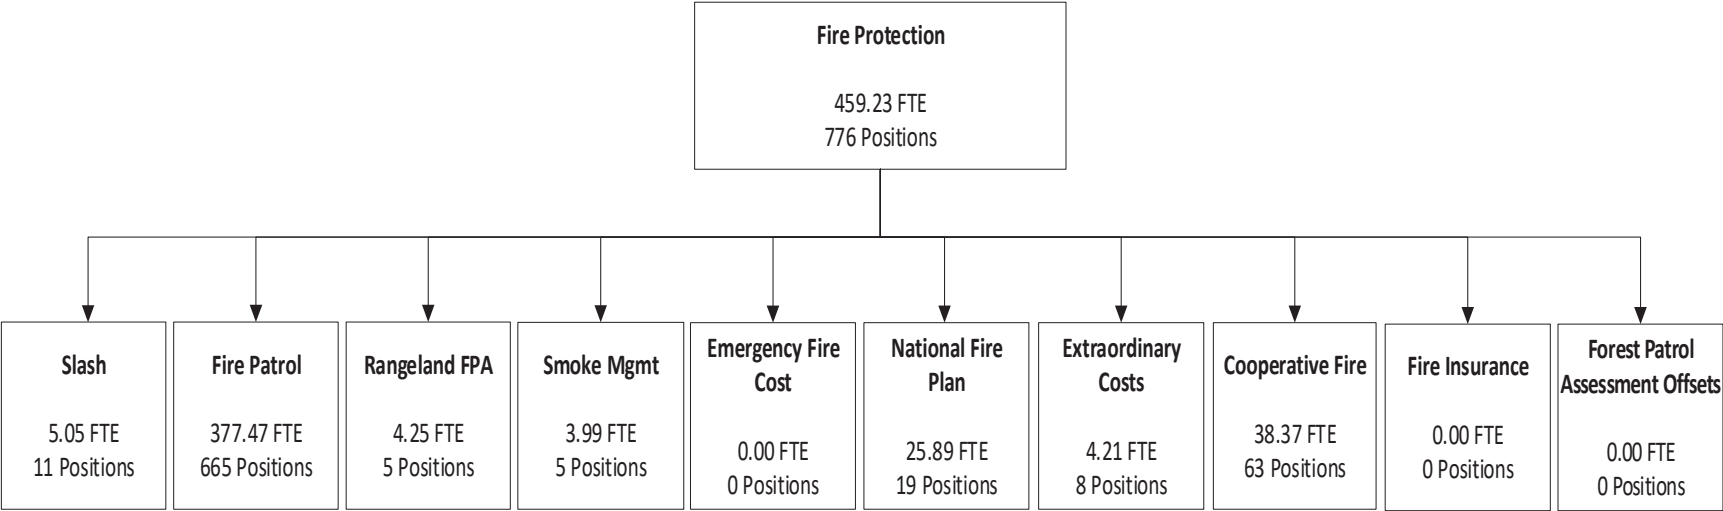 Fire Protection
459.23 FTE
776 Positions
Slash
5.05 FTE
11 Positions
Fire Patrol
377.47 FTE
665 Positions
Rangeland FPA
4.25 FTE
5 Positions
Smoke Mgmt
3.99 FTE
5 Positions
Emergency Fire
Cost
0.00 FTE
0 Positions
National Fire
Plan
25.89 FTE
19 Positions
Extraordinary
Costs
4.21 FTE
8 Positions
Cooperative Fire
38.37 FTE
63 Positions
Fire Insurance
0.00 FTE
0 Positions
Forest Patrol
Assessment Offsets
0.00 FTE
0 Positions